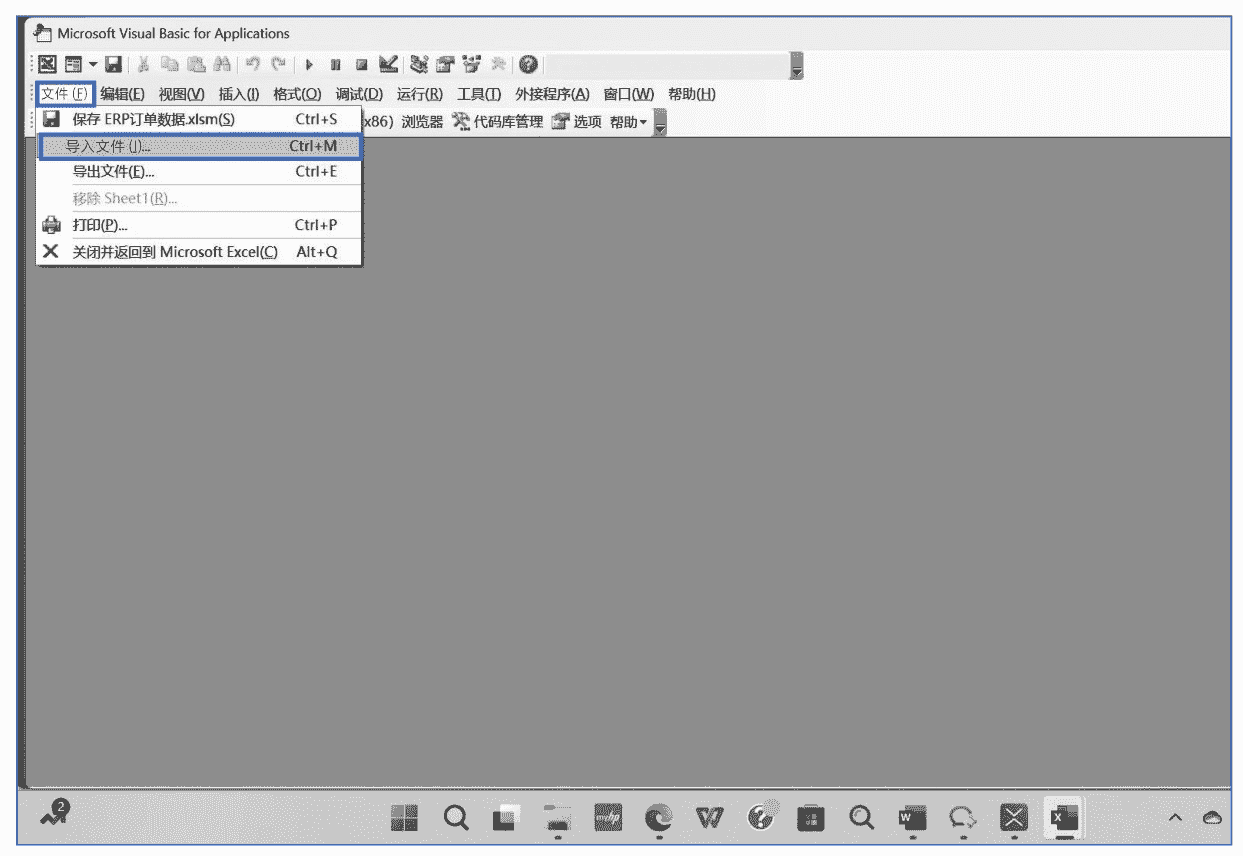 Microsoft Visual Basic for Applications
文件(F) 编辑(E) 视图(V) 插入(I) 格式(O) 调试(D) 运行(R) 工具(T) 外接程序(A) 窗口(W) 帮助(H)
保存 ERP订单数据.xlsm(S) Ctrl+S
x86) 浏览器 代码库管理 选项 帮助
导入文件(I)... Ctrl+M
导出文件(E)... Ctrl+E
移除 Sheet1(R)...
打印(P)... Ctrl+P
关闭并返回到 Microsoft Excel(C) Alt+Q
2